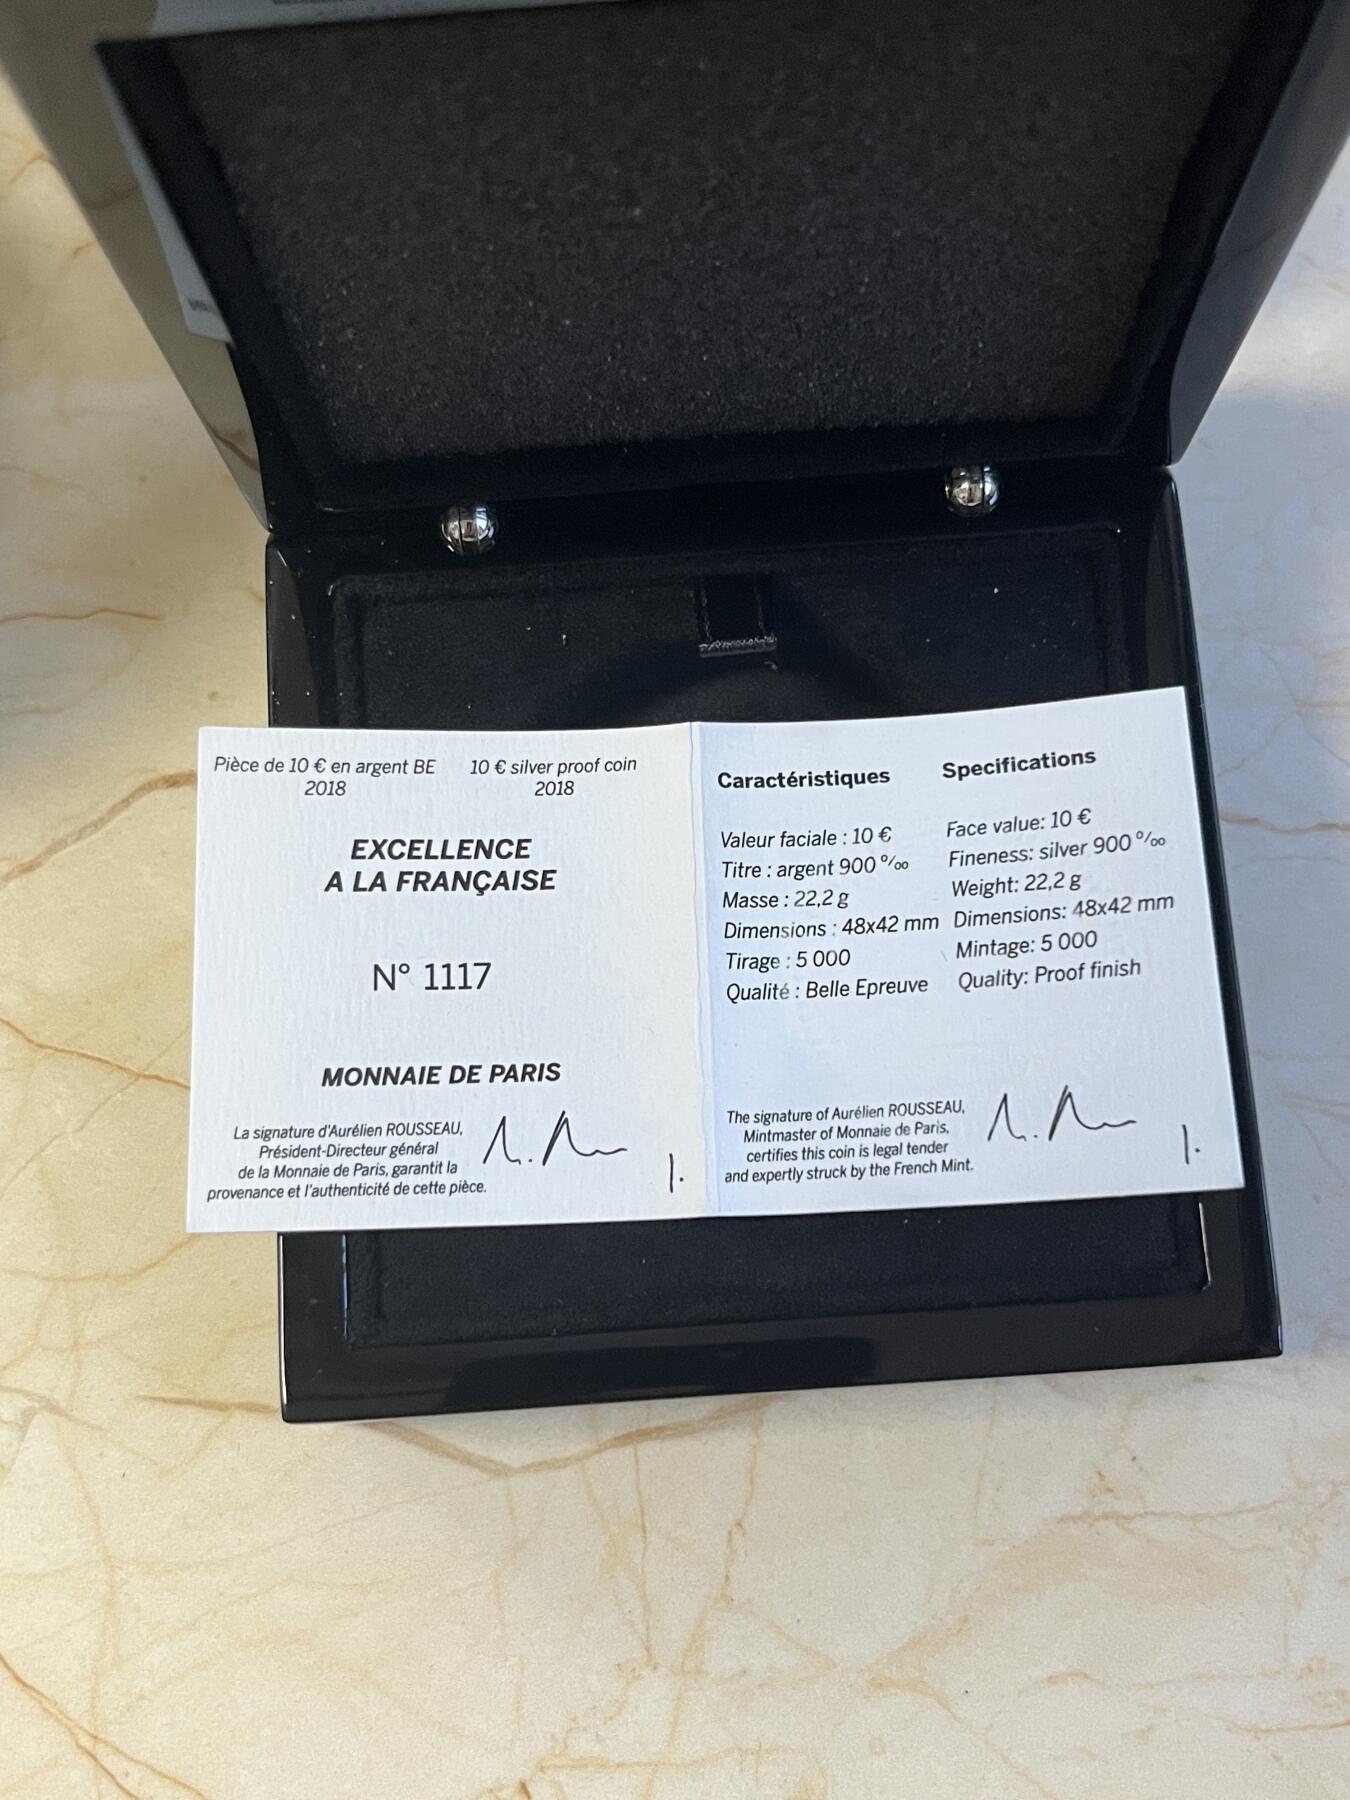 Pièce de 10 € en argent BE
2018
10 € silver proof coin
2018
EXCELLENCE
A LA FRANÇAISE
N° 1117
MONNAIE DE PARIS
La signature d'Aurélien ROUSSEAU,
Président-Directeur général
de la Monnaie de Paris, garantit la
provenance et l'authenticité de cette pièce.
Caractéristiques
Valeur faciale : 10 €
Titre : argent 900 °/oo
Masse : 22,2 g
Dimensions : 48x42 mm
Tirage : 5 000
Qualité : Belle Epreuve
Specifications
Face value: 10 €
Fineness: silver 900 °/oo
Weight: 22,2 g
Dimensions: 48x42 mm
Mintage: 5 000
Quality: Proof finish
The signature of Aurélien ROUSSEAU,
Mintmaster of Monnaie de Paris,
certifies this coin is legal tender
and expertly struck by the French Mint.